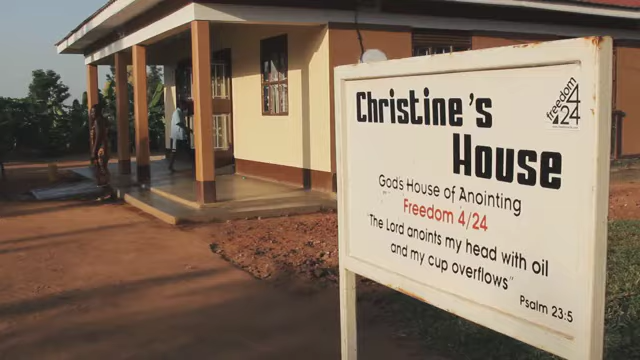 Christine's
House
God's House of Anointing
Freedom 4/24
"The Lord anoints my head with oil
and my cup overflows"
Psalm 23:5
freedom
4
24